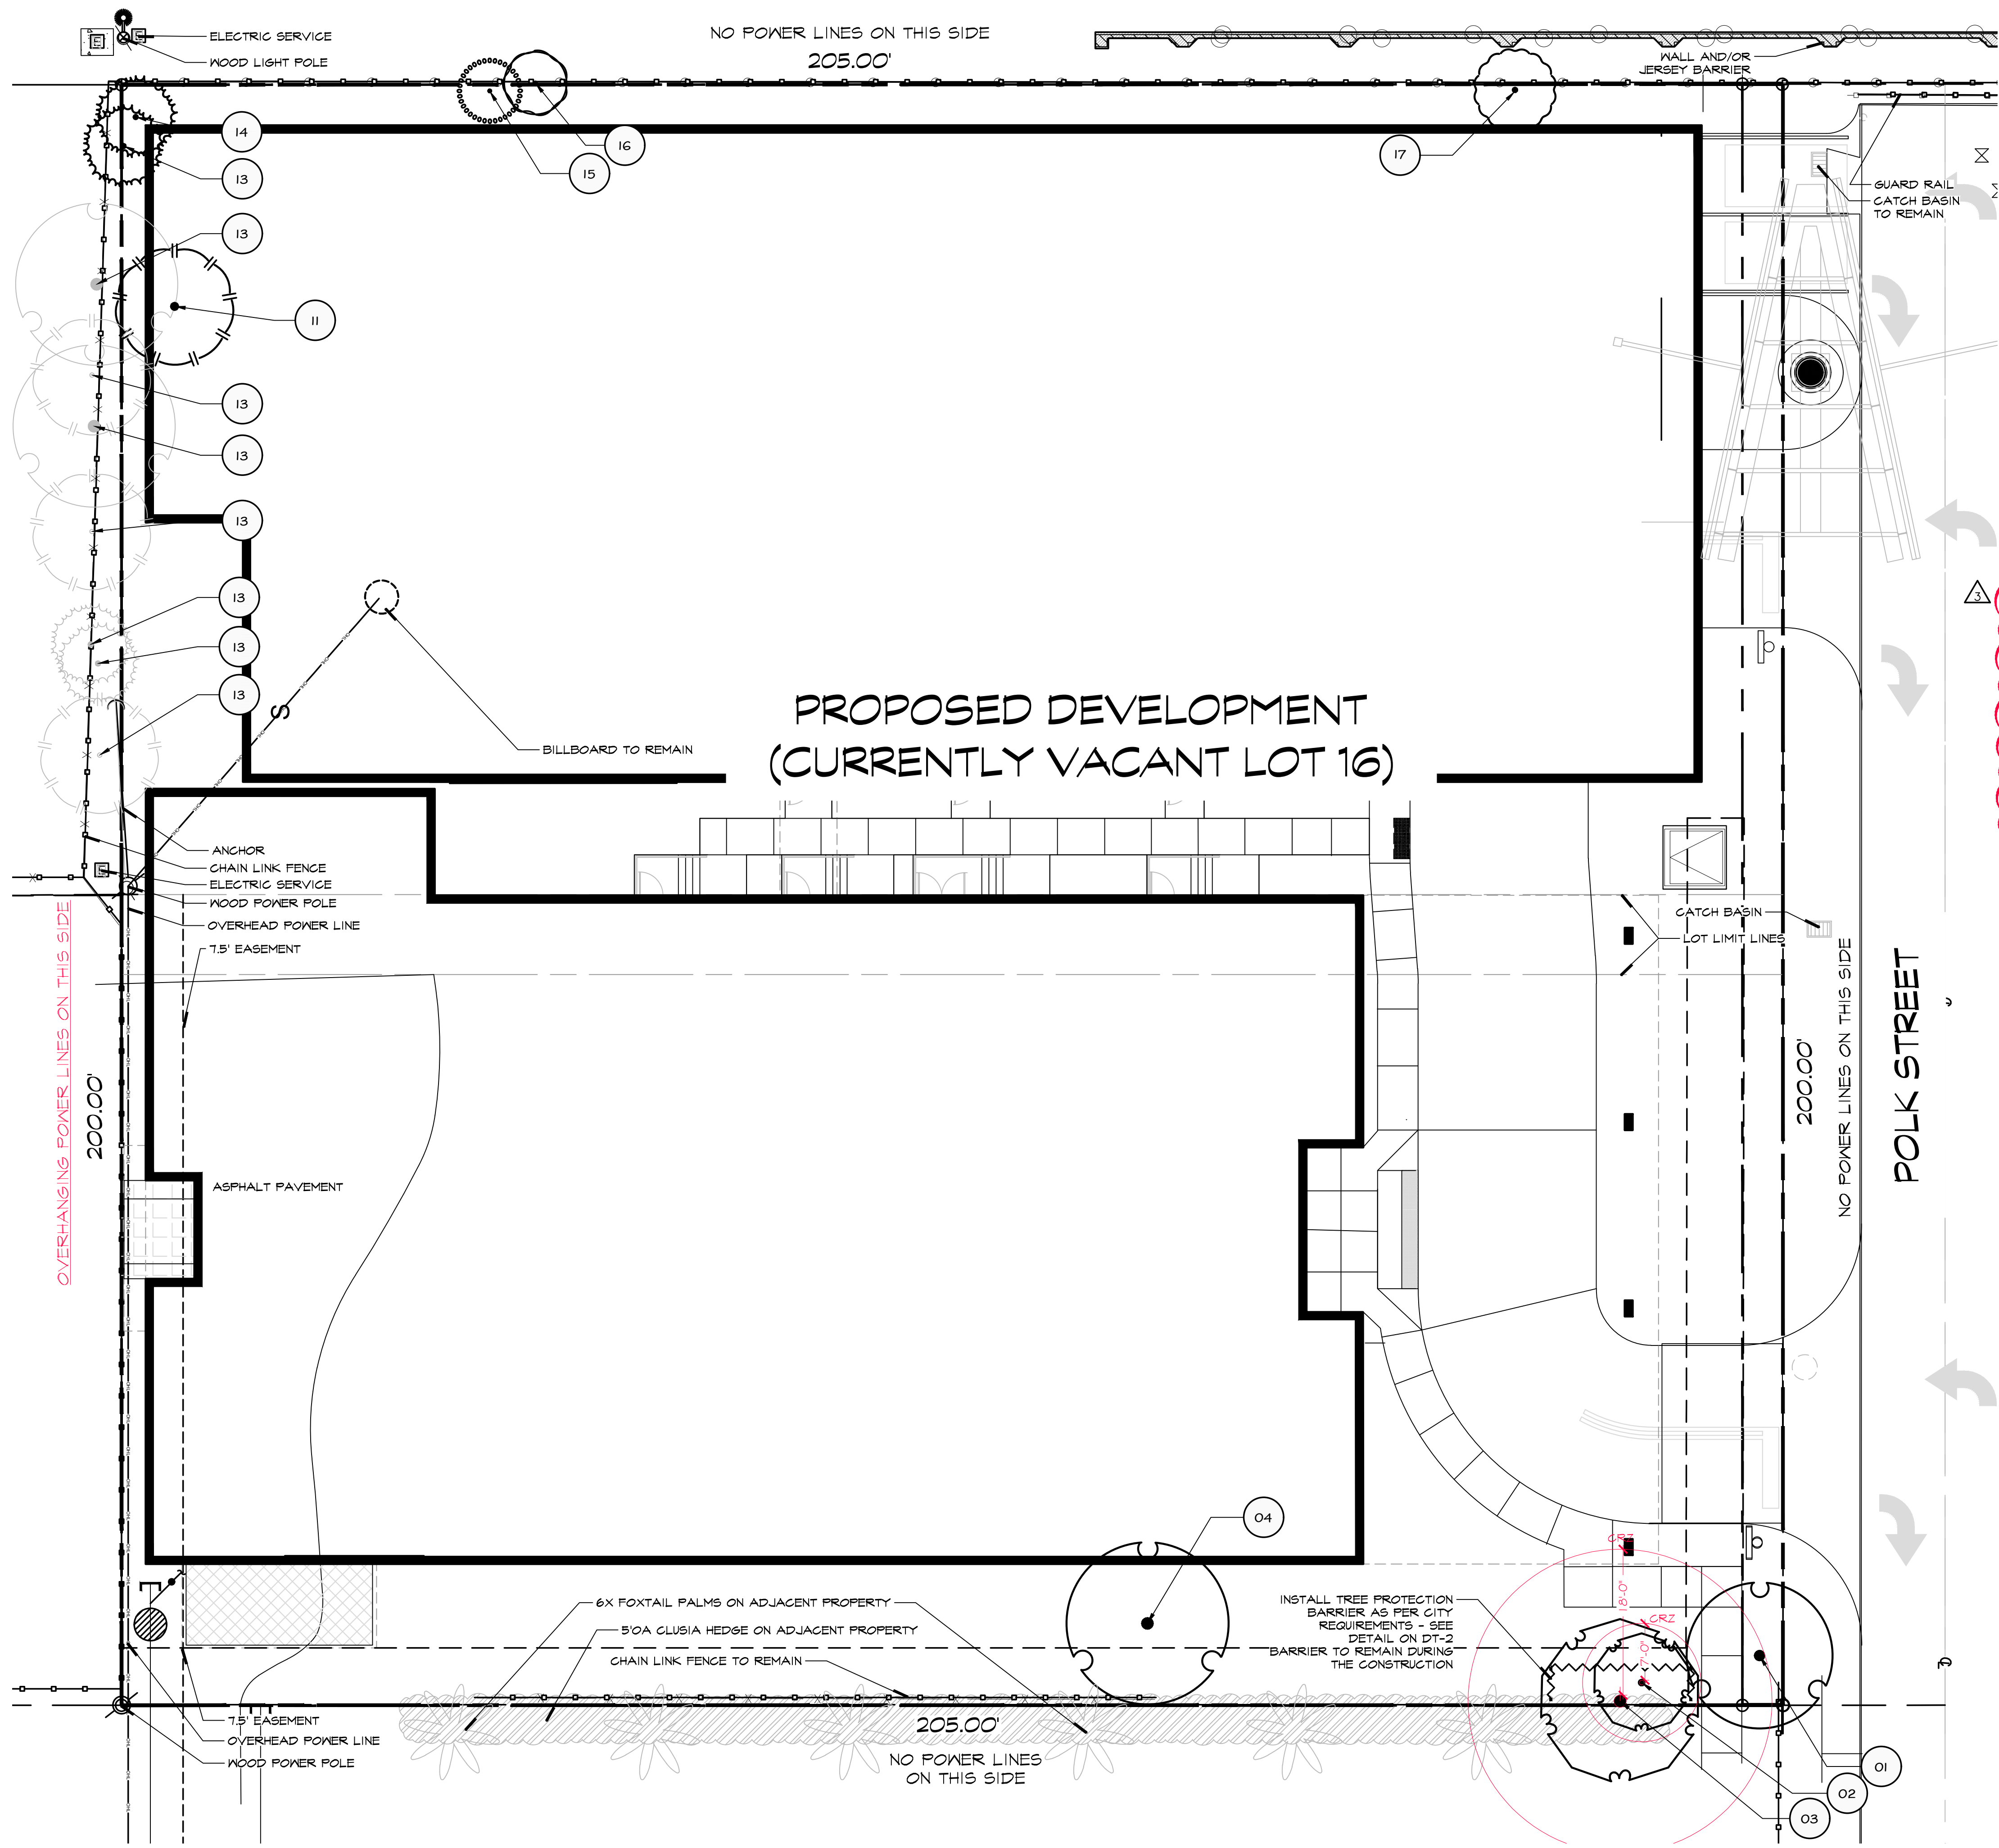 ELECTRIC SERVICE
WOOD LIGHT POLE
E
E
NO POWER LINES ON THIS SIDE
205.00'
WALL AND/OR
JERSEY BARRIER
14
13
16
15
17
GUARD RAIL
CATCH BASIN
TO REMAIN
13
11
13
13
13
13
13
13
3
S
BILLBOARD TO REMAIN
PROPOSED DEVELOPMENT
(CURRENTLY VACANT LOT 16)
ANCHOR
CHAIN LINK FENCE
E
ELECTRIC SERVICE
WOOD POWER POLE
OVERHEAD POWER LINE
7.5' EASEMENT
CATCH BASIN
LOT LIMIT LINES
OVERHANGING POWER LINES ON THIS SIDE
200.00'
200.00'
NO POWER LINES ON THIS SIDE
POLK STREET
ASPHALT PAVEMENT
04
CRZ
18'-0"
CRZ
7'-0"
6X FOXTAIL PALMS ON ADJACENT PROPERTY
5'OA CLUSIA HEDGE ON ADJACENT PROPERTY
CHAIN LINK FENCE TO REMAIN
INSTALL TREE PROTECTION
BARRIER AS PER CITY
REQUIREMENTS - SEE
DETAIL ON DT-2
BARRIER TO REMAIN DURING
THE CONSTRUCTION
7.5' EASEMENT
OVERHEAD POWER LINE
WOOD POWER POLE
205.00'
NO POWER LINES
ON THIS SIDE
01
02
03